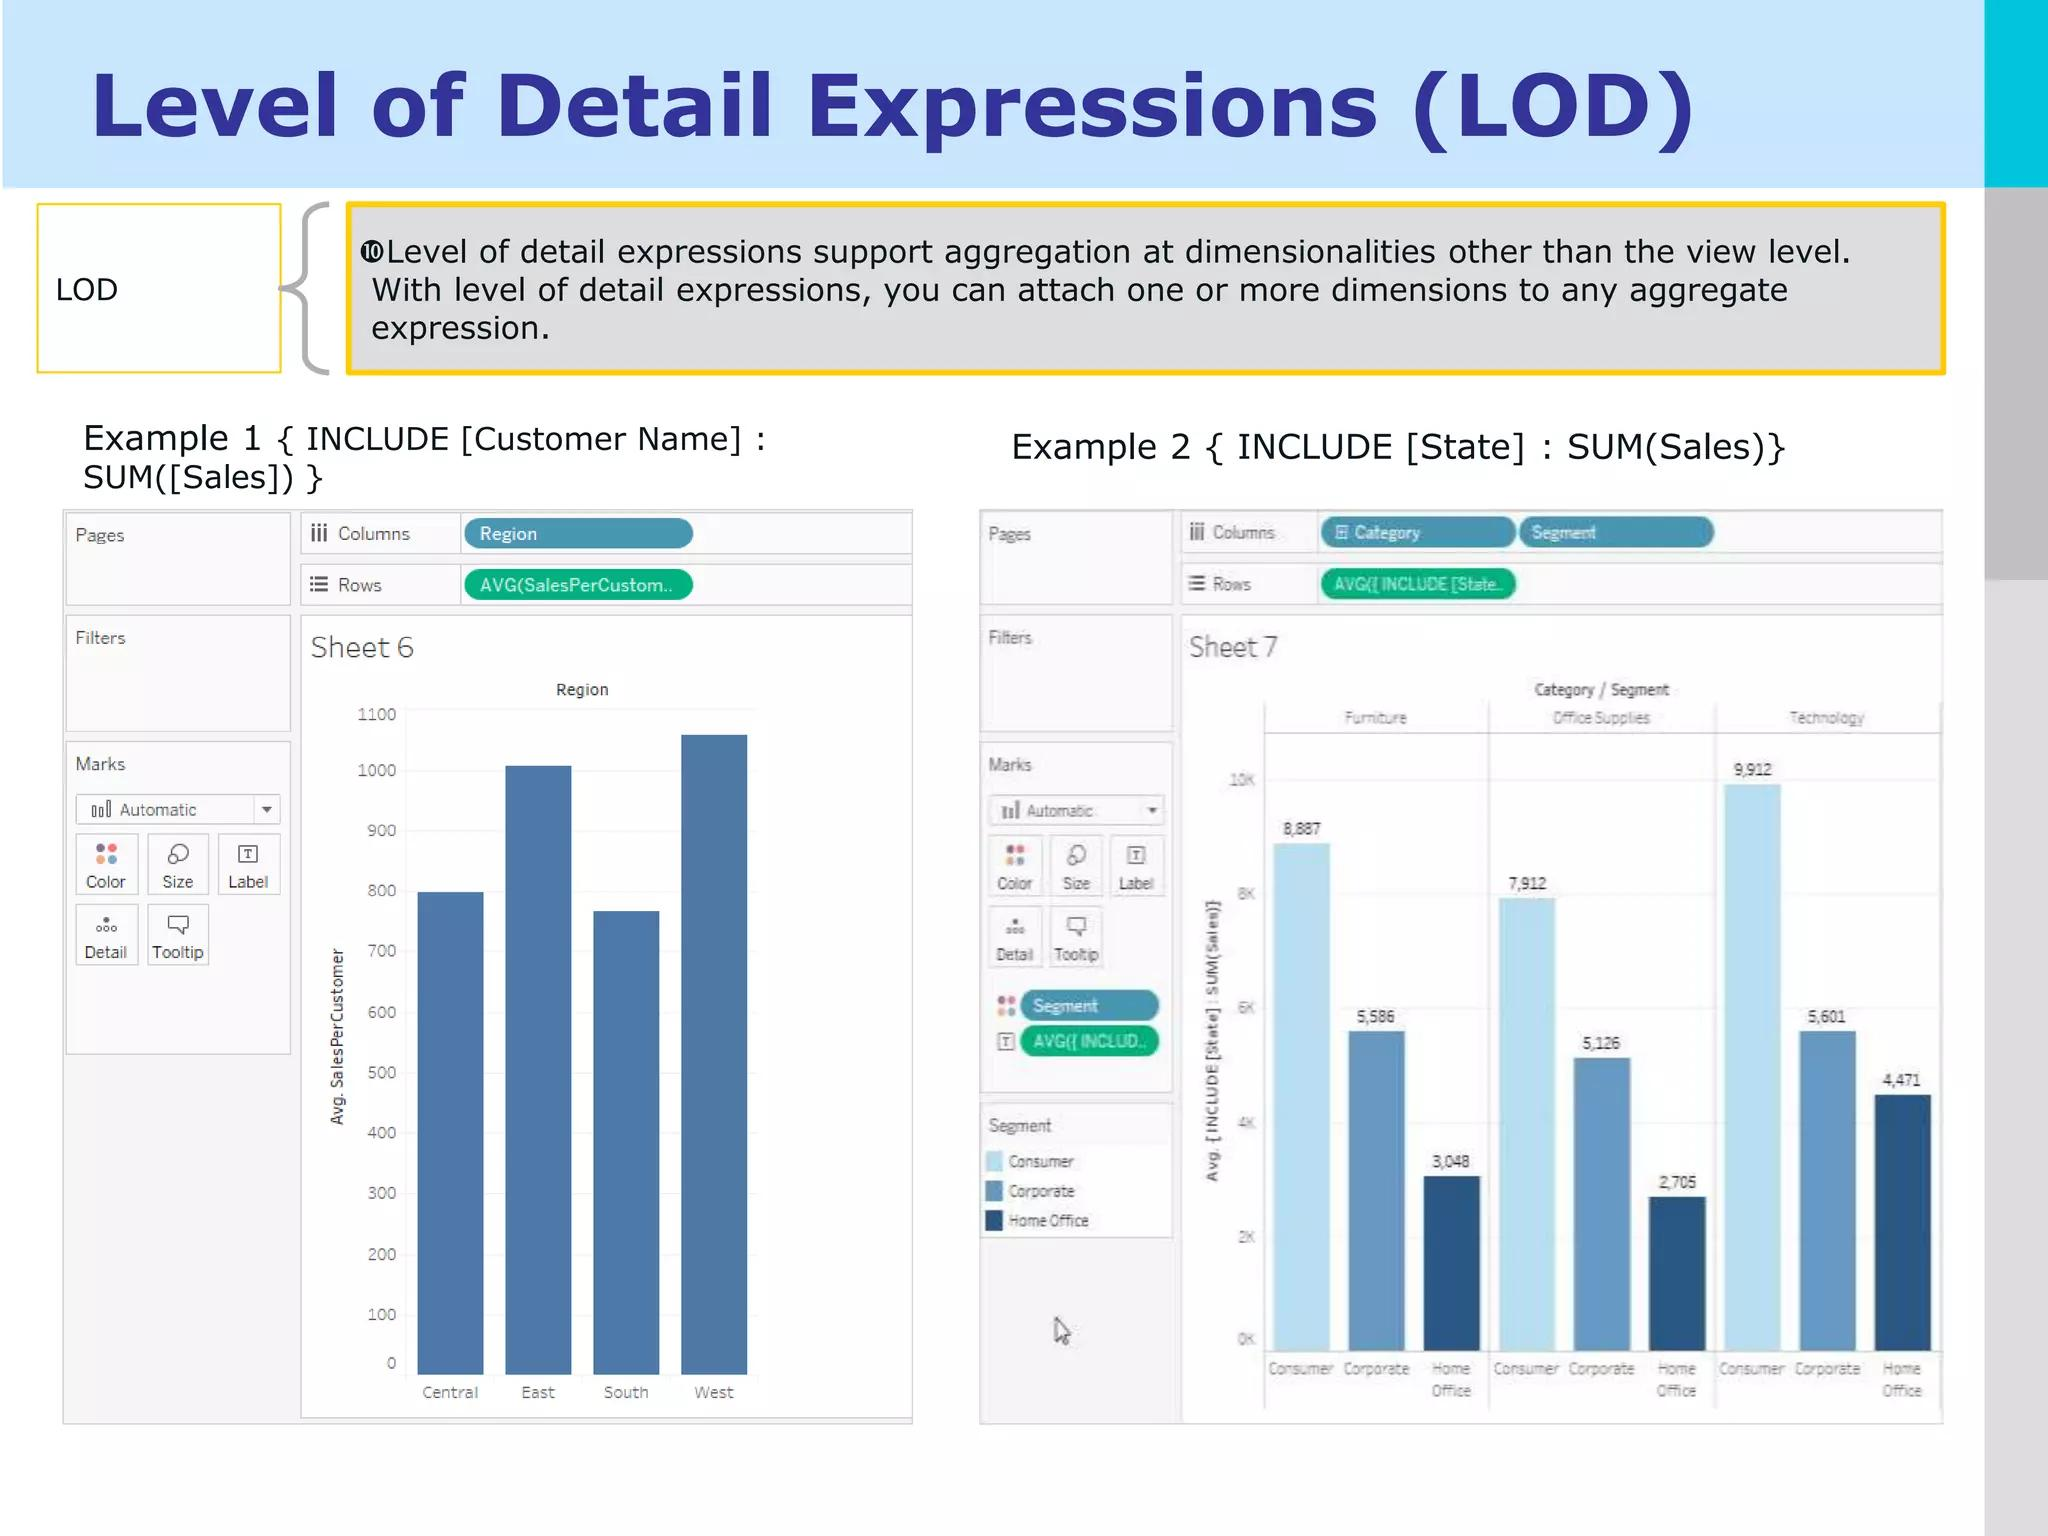 Level of Detail Expressions (LOD)
LOD
❿Level of detail expressions support aggregation at dimensionalities other than the view level.
With level of detail expressions, you can attach one or more dimensions to any aggregate
expression.
Example 1 { INCLUDE [Customer Name] :
SUM([Sales]) }
Pages
Columns
Region
Rows
AVG(SalesPerCustom..
Filters
Sheet 6
Region
Marks
Automatic
Color
Size
Label
Detail
Tooltip
Avg. SalesPerCustomer
1100
1000
900
800
700
600
500
400
300
200
100
0
Central
East
South
West
Example 2 { INCLUDE [State] : SUM(Sales)}
Pages
Columns
Category
Segment
Rows
AVG({ INCLUDE [State..
Filters
Sheet 7
Marks
Automatic
Color
Size
Label
Detail
Tooltip
Segment
AVG({ INCLUD..
Segment
Consumer
Corporate
Home Office
Category / Segment
Furniture
Office Supplies
Technology
Avg. { INCLUDE [State] : SUM(Sales)}
10K
8K
6K
4K
2K
0K
8,887
5,586
3,048
7,912
5,126
2,705
9,912
5,601
4,471
Consumer
Corporate
Home
Office
Consumer
Corporate
Home
Office
Consumer
Corporate
Home
Office